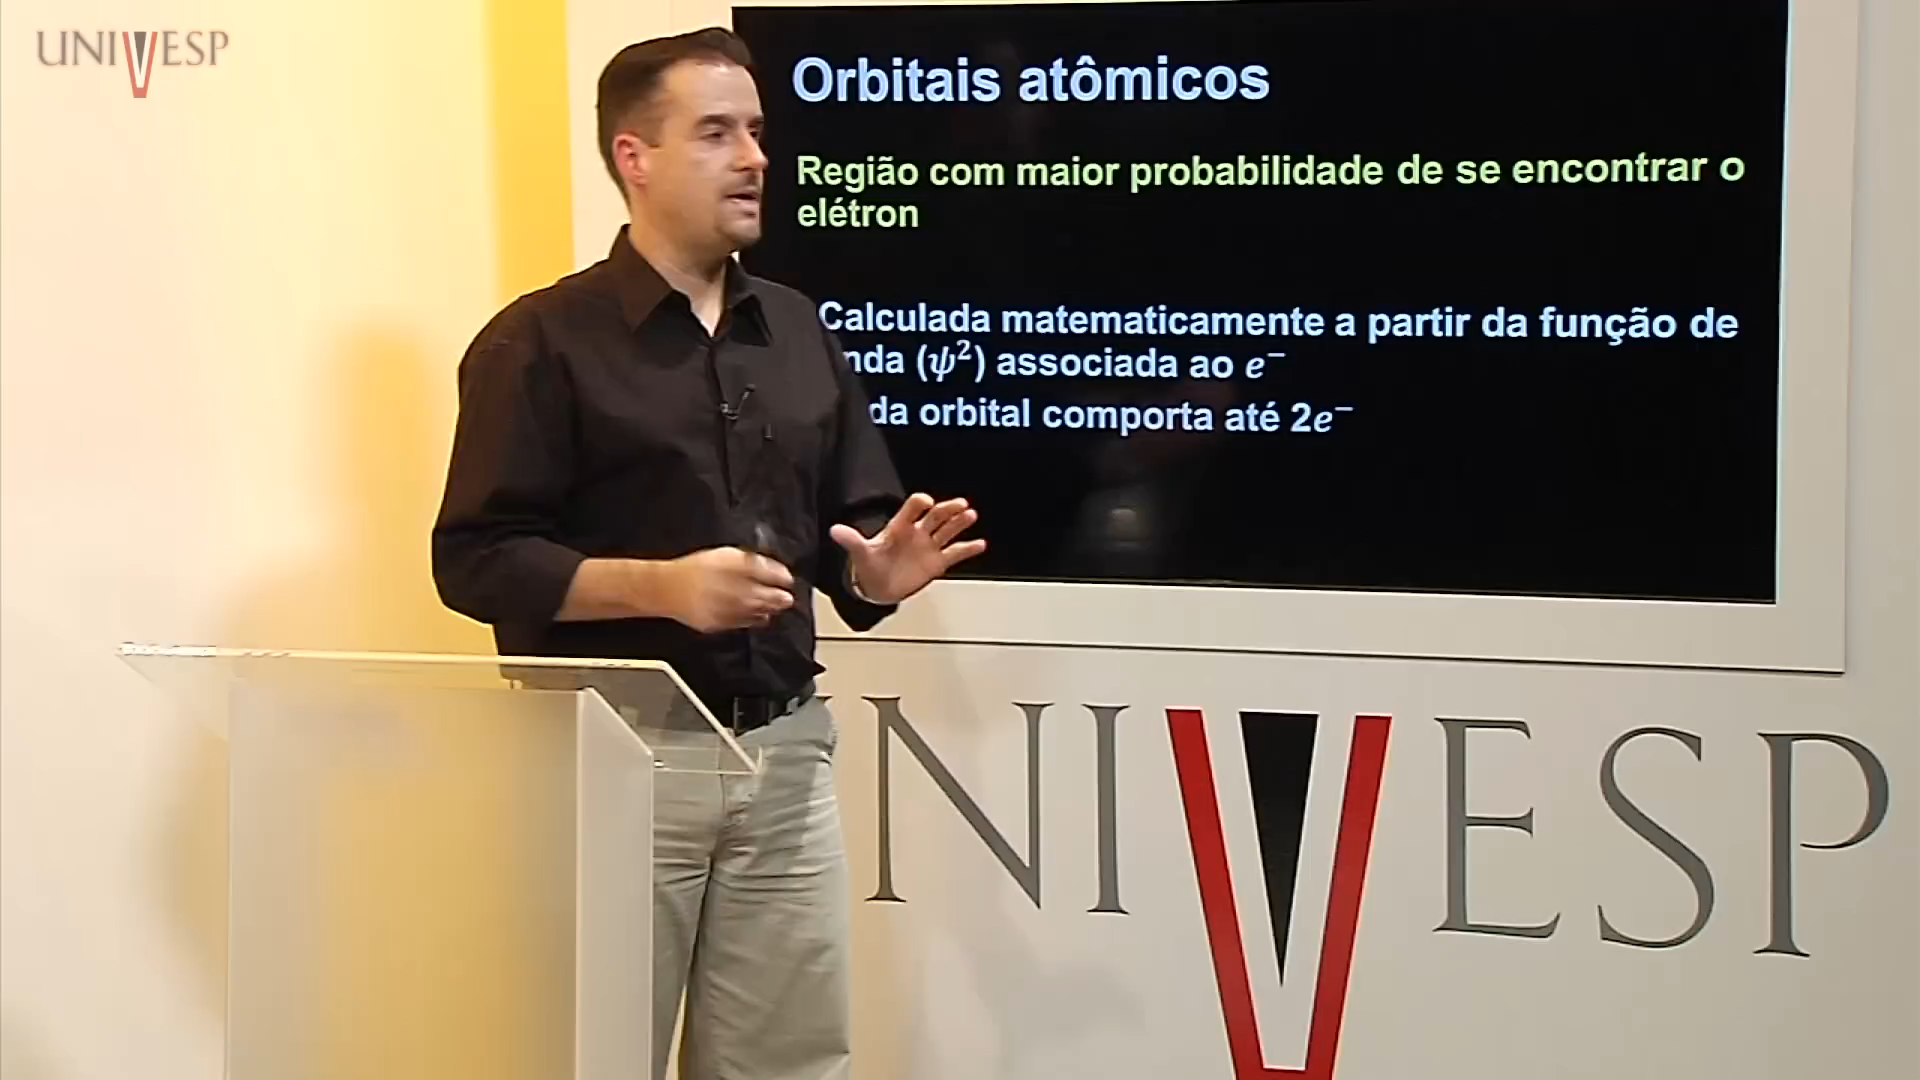 UNIVESP
Orbitais atômicos
Região com maior probabilidade de se encontrar o
elétron
Calculada matematicamente a partir da função de
nda (ψ²) associada ao e⁻
da orbital comporta até 2e⁻
NIVESP